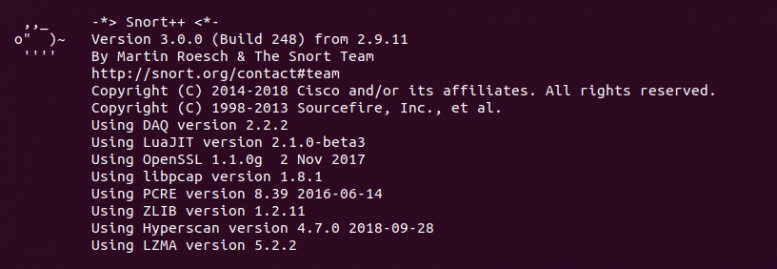 ,,_ -*> Snort++ <*-
o" )~ Version 3.0.0 (Build 248) from 2.9.11
'''' By Martin Roesch & The Snort Team
http://snort.org/contact#team
Copyright (C) 2014-2018 Cisco and/or its affiliates. All rights reserved.
Copyright (C) 1998-2013 Sourcefire, Inc., et al.
Using DAQ version 2.2.2
Using LuaJIT version 2.1.0-beta3
Using OpenSSL 1.1.0g  2 Nov 2017
Using libpcap version 1.8.1
Using PCRE version 8.39 2016-06-14
Using ZLIB version 1.2.11
Using Hyperscan version 4.7.0 2018-09-28
Using LZMA version 5.2.2